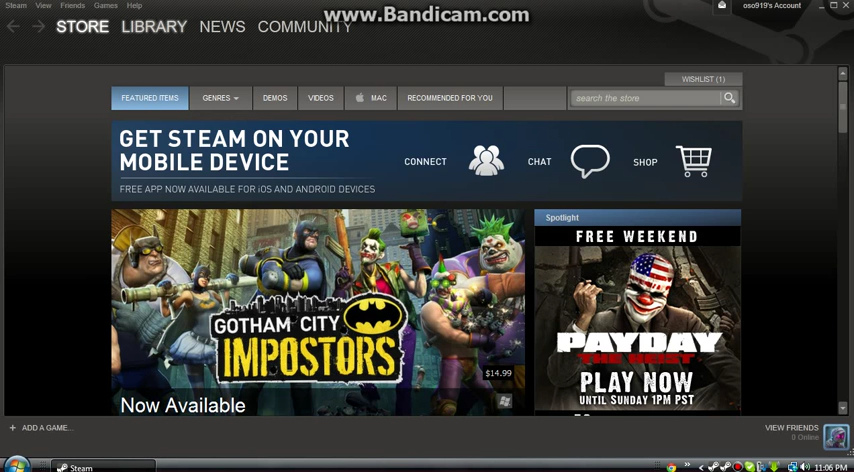 Steam View Friends Games Help
www.Bandicam.com
oso919's Account
STORE LIBRARY NEWS COMMUNITY
WISHLIST (1)
FEATURED ITEMS GENRES DEMOS VIDEOS MAC RECOMMENDED FOR YOU search the store
GET STEAM ON YOUR
MOBILE DEVICE
CONNECT CHAT SHOP
FREE APP NOW AVAILABLE FOR iOS AND ANDROID DEVICES
Spotlight
FREE WEEKEND
GOTHAM CITY
IMPOSTORS
$14.99
Now Available
PAYDAY
THE HEIST
PLAY NOW
UNTIL SUNDAY 1PM PST
+ ADD A GAME...
VIEW FRIENDS
0 Online
Steam
11:06 PM